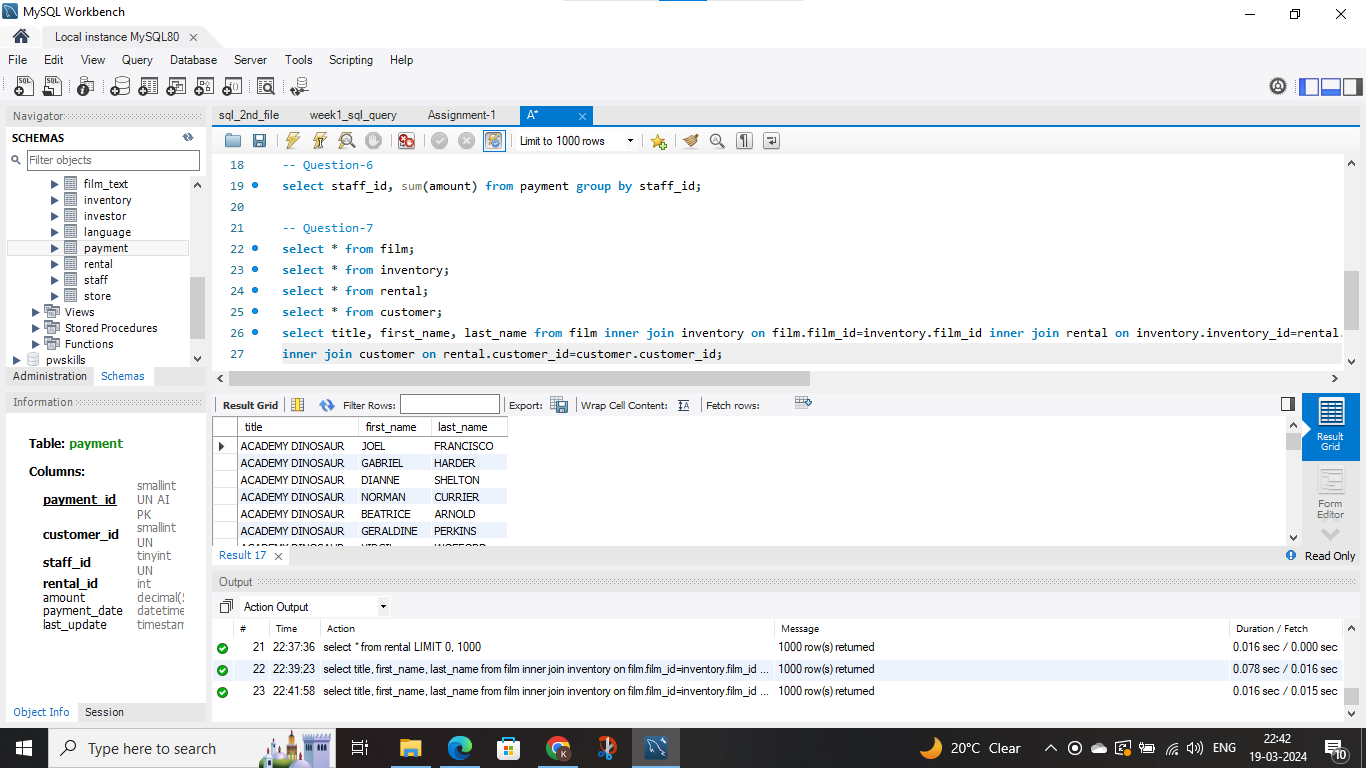 MySQL Workbench
Local instance MySQL80
File Edit View Query Database Server Tools Scripting Help
Navigator
SCHEMAS
Filter objects
film_text
inventory
investor
language
payment
rental
staff
store
Views
Stored Procedures
Functions
pwskills
Administration Schemas
Information
Table: payment
Columns:
payment_id smallint UN AI PK
customer_id smallint UN
staff_id tinyint UN
rental_id int
amount decimal(
payment_date datetime
last_update timestam
Object Info Session
sql_2nd_file week1_sql_query Assignment-1 A*
Limit to 1000 rows
18 -- Question-6
19 select staff_id, sum(amount) from payment group by staff_id;
20
21 -- Question-7
22 select * from film;
23 select * from inventory;
24 select * from rental;
25 select * from customer;
26 select title, first_name, last_name from film inner join inventory on film.film_id=inventory.film_id inner join rental on inventory.inventory_id=rental.
27 inner join customer on rental.customer_id=customer.customer_id;
Result Grid Filter Rows: Export: Wrap Cell Content: Fetch rows:
title first_name last_name
ACADEMY DINOSAUR JOEL FRANCISCO
ACADEMY DINOSAUR GABRIEL HARDER
ACADEMY DINOSAUR DIANNE SHELTON
ACADEMY DINOSAUR NORMAN CURRIER
ACADEMY DINOSAUR BEATRICE ARNOLD
ACADEMY DINOSAUR GERALDINE PERKINS
Result Grid
Form Editor
Result 17
Read Only
Output
Action Output
# Time Action Message Duration / Fetch
21 22:37:36 select * from rental LIMIT 0, 1000 1000 row(s) returned 0.016 sec / 0.000 sec
22 22:39:23 select title, first_name, last_name from film inner join inventory on film.film_id=inventory.film_id ... 1000 row(s) returned 0.078 sec / 0.016 sec
23 22:41:58 select title, first_name, last_name from film inner join inventory on film.film_id=inventory.film_id ... 1000 row(s) returned 0.016 sec / 0.015 sec
Type here to search
20°C Clear
ENG
22:42
19-03-2024
10